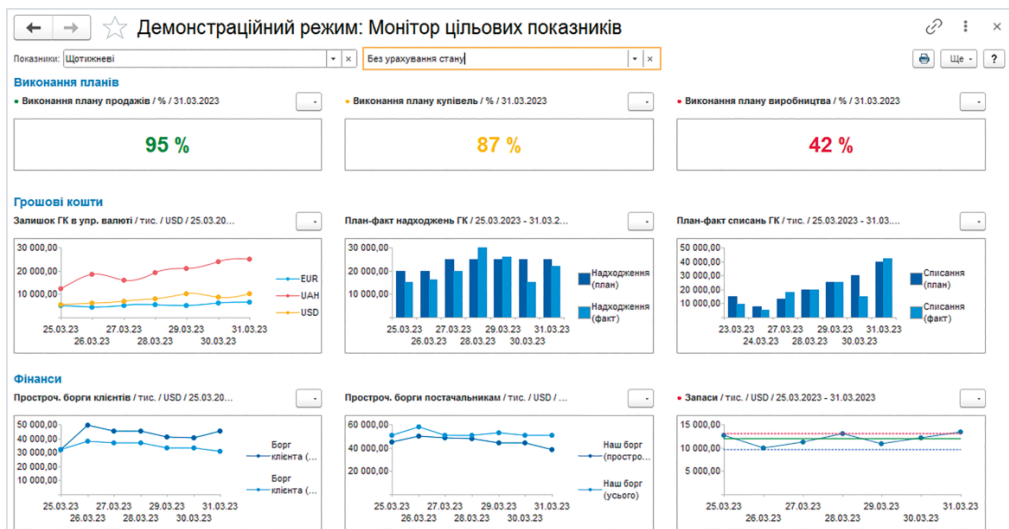 Демонстраційний режим: Монітор цільових показників
Показники: Щотижневі
Без урахування стану
Ще
?
Виконання планів
Виконання плану продажів / % / 31.03.2023
Виконання плану купівель / % / 31.03.2023
Виконання плану виробництва / % / 31.03.2023
95 %
87 %
42 %
Грошові кошти
Залишок ГК в упр. валюті / тис. / USD / 25.03.20...
План-факт надходжень ГК / 25.03.2023 - 31.03.2...
План-факт списань ГК / тис. / 25.03.2023 - 31.03....
30 000,00
20 000,00
10 000,00
EUR
UAH
USD
25.03.23 27.03.23 29.03.23 31.03.23
26.03.23 28.03.23 30.03.23
30 000,00
20 000,00
10 000,00
Надходження
(план)
Надходження
(факт)
25.03.23 27.03.23 29.03.23 31.03.23
26.03.23 28.03.23 30.03.23
50 000,00
40 000,00
30 000,00
20 000,00
10 000,00
Списання
(план)
Списання
(факт)
23.03.23 27.03.23 29.03.23 31.03.23
24.03.23 28.03.23 30.03.23
Фінанси
Простроч. борги клієнтів / тис. / USD / 25.03.20...
Простроч. борги постачальникам / тис. / USD / ...
Запаси / тис. / USD / 25.03.2023 - 31.03.2023
50 000,00
40 000,00
30 000,00
20 000,00
10 000,00
Борг
клієнта (...
Борг
клієнта (...
25.03.23 27.03.23 29.03.23 31.03.23
26.03.23 28.03.23 30.03.23
60 000,00
40 000,00
20 000,00
Наш борг
(простро...
Наш борг
(усього)
25.03.23 27.03.23 29.03.23 31.03.23
26.03.23 28.03.23 30.03.23
15 000,00
10 000,00
5 000,00
25.03.23 27.03.23 29.03.23 31.03.23
26.03.23 28.03.23 30.03.23